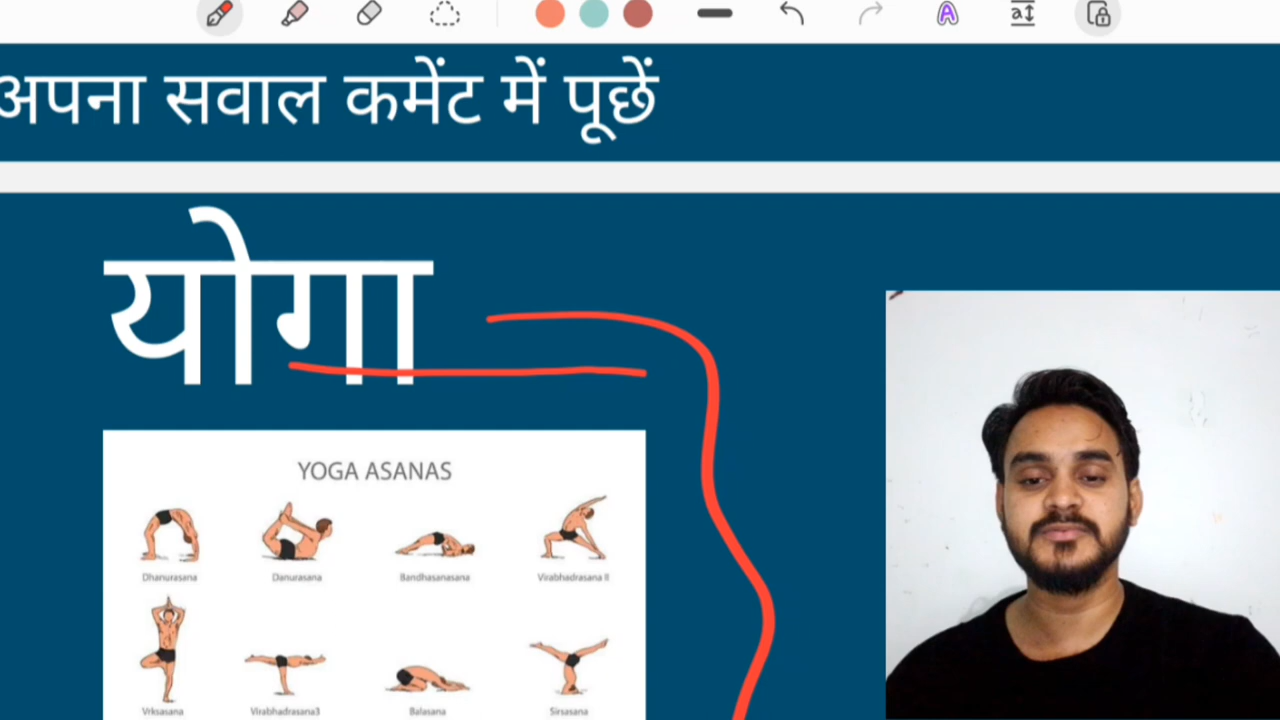 अपना सवाल कमेंट में पूछें
योगा
YOGA ASANAS
Dhanurasana Danurasana Bandhasanasana Virabhadrasana II
Vrksasana Virabhadrasana3 Balasana Sirsasana